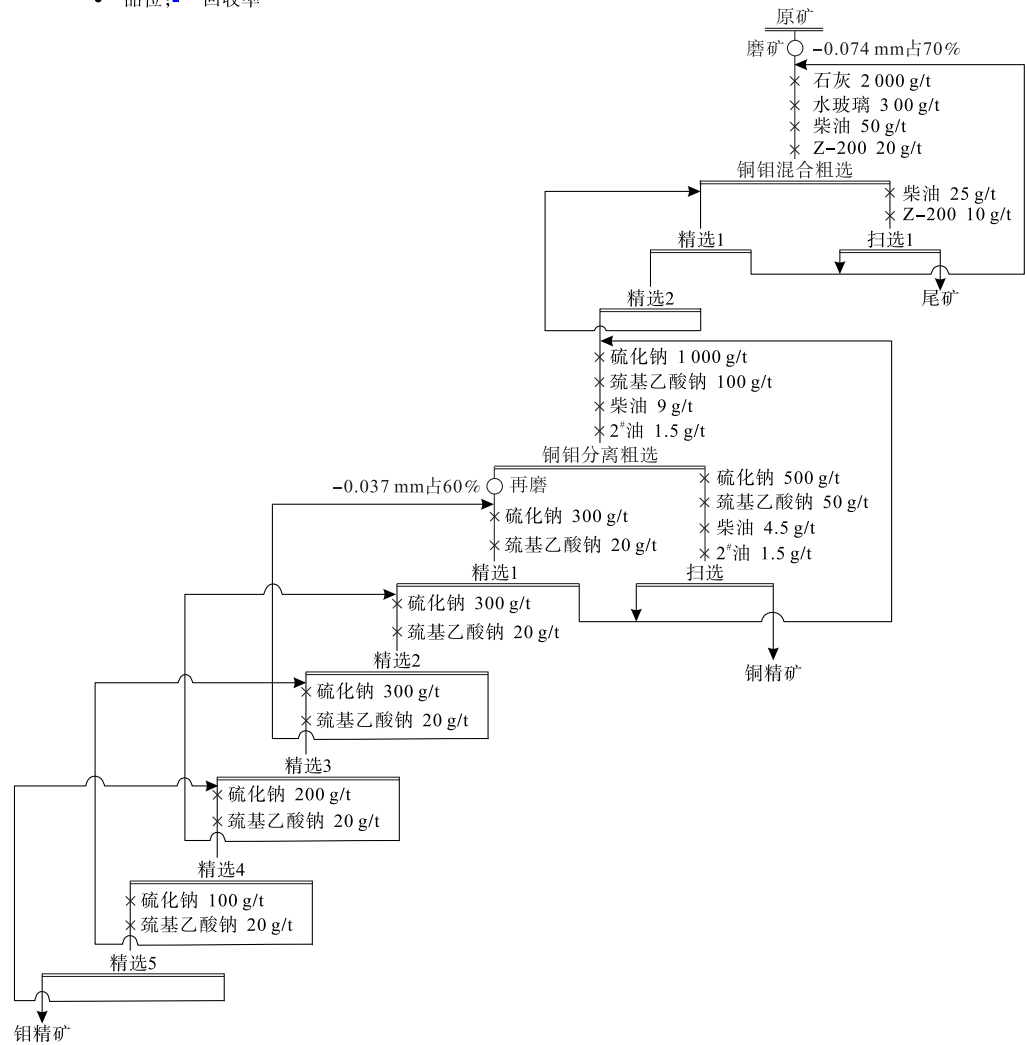 品位; 回收率
原矿
磨矿 -0.074 mm占70%
石灰 2 000 g/t
水玻璃 3 00 g/t
柴油 50 g/t
Z-200 20 g/t
铜钼混合粗选
柴油 25 g/t
Z-200 10 g/t
精选1
扫选1
精选2
尾矿
硫化钠 1 000 g/t
巯基乙酸钠 100 g/t
柴油 9 g/t
2#油 1.5 g/t
铜钼分离粗选
-0.037 mm占60% 再磨
硫化钠 300 g/t
巯基乙酸钠 20 g/t
硫化钠 500 g/t
巯基乙酸钠 50 g/t
柴油 4.5 g/t
2#油 1.5 g/t
精选1
扫选
硫化钠 300 g/t
巯基乙酸钠 20 g/t
精选2
铜精矿
硫化钠 300 g/t
巯基乙酸钠 20 g/t
精选3
硫化钠 200 g/t
巯基乙酸钠 20 g/t
精选4
硫化钠 100 g/t
巯基乙酸钠 20 g/t
精选5
钼精矿